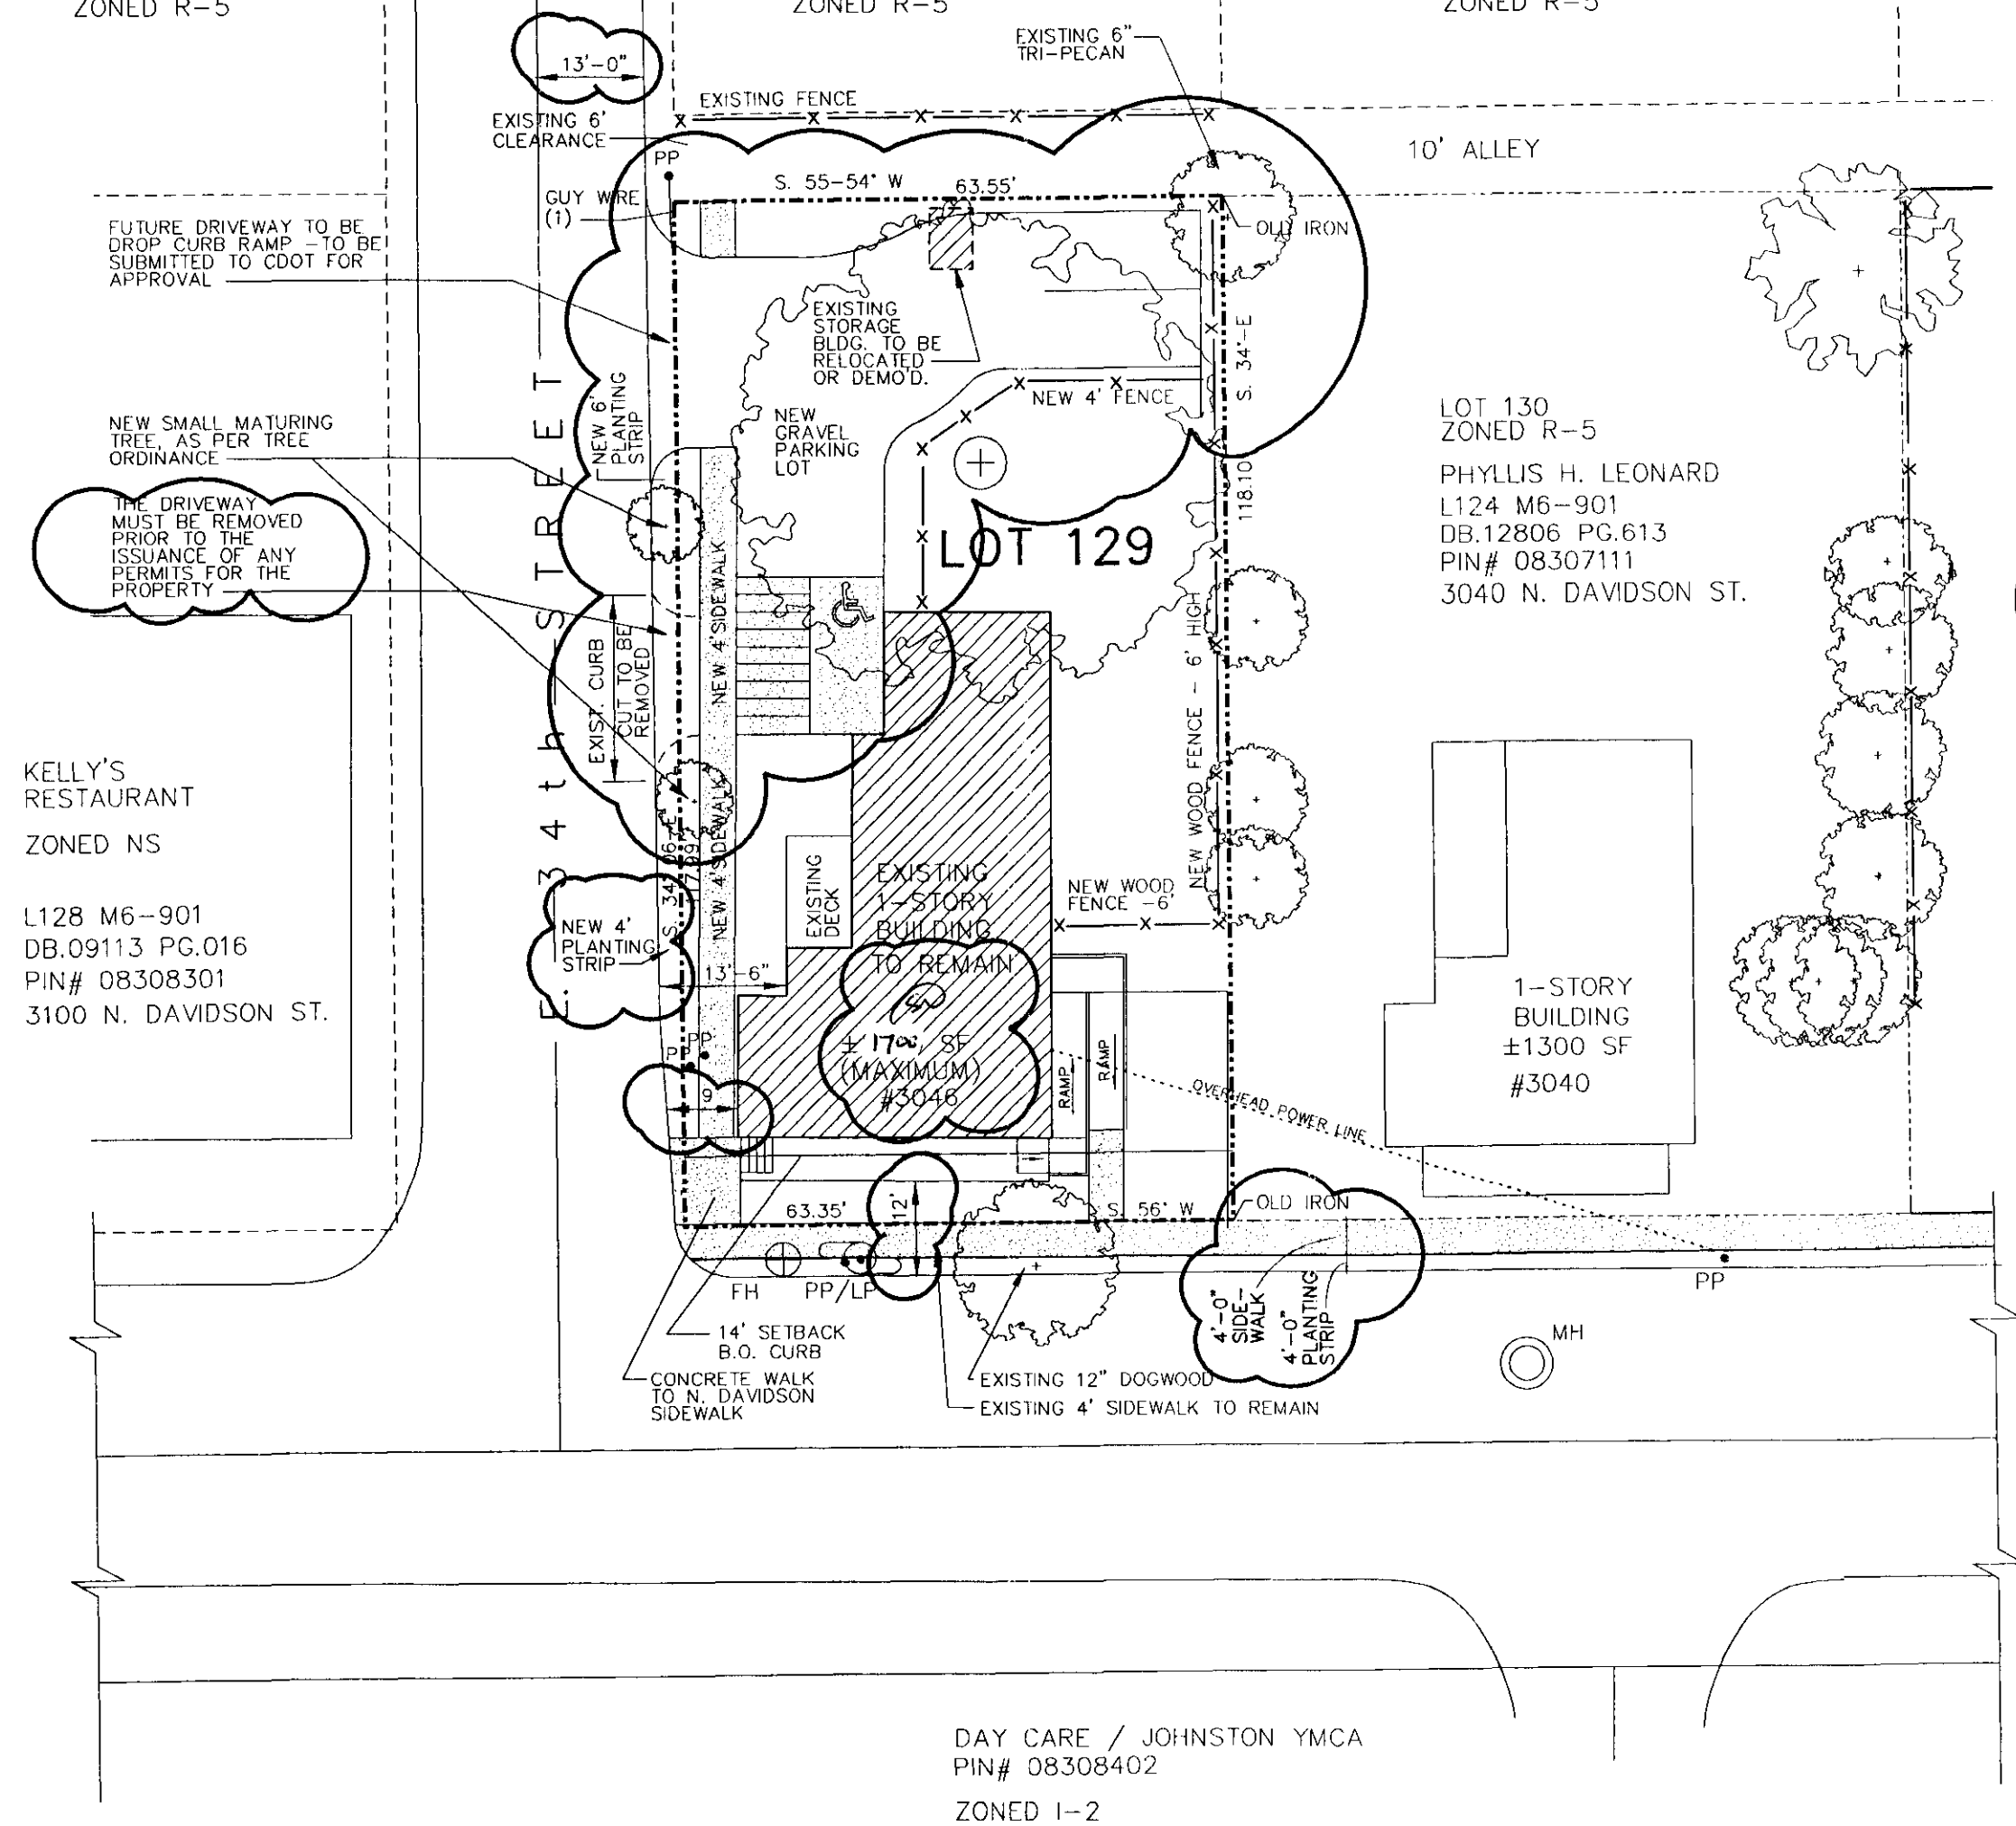 ZONED R-5
ZONED R-5
ZONED R-5
13'-0"
EXISTING 6"
TRI-PECAN
EXISTING FENCE
EXISTING 6'
CLEARANCE
PP
10' ALLEY
S. 55-54' W
63.55'
GUY WIRE
(1)
OLD IRON
FUTURE DRIVEWAY TO BE
DROP CURB RAMP -TO BE
SUBMITTED TO CDOT FOR
APPROVAL
EXISTING
STORAGE
BLDG. TO BE
RELOCATED
OR DEMO'D.
S. 34'-E
118.10
NEW 4' FENCE
NEW 6'
PLANTING
STRIP
NEW
GRAVEL
PARKING
LOT
NEW SMALL MATURING
TREE, AS PER TREE
ORDINANCE
LOT 130
ZONED R-5
PHYLLIS H. LEONARD
L124 M6-901
DB.12806 PG.613
PIN# 08307111
3040 N. DAVIDSON ST.
THE DRIVEWAY
MUST BE REMOVED
PRIOR TO THE
ISSUANCE OF ANY
PERMITS FOR THE
PROPERTY
LOT 129
E. 34th STREET
NEW 4' SIDEWALK
EXIST. CURB
CUT TO BE
REMOVED
NEW WOOD FENCE - 6' HIGH
KELLY'S
RESTAURANT
ZONED NS
L128 M6-901
DB.09113 PG.016
PIN# 08308301
3100 N. DAVIDSON ST.
NEW 4' SIDEWALK
EXISTING
DECK
EXISTING
1-STORY
BUILDING
TO REMAIN
± 1700 SF
(MAXIMUM)
#3046
NEW WOOD
FENCE -6'
NEW 4'
PLANTING
STRIP
13'-6"
PP
9
RAMP
RAMP
OVERHEAD POWER LINE
1-STORY
BUILDING
±1300 SF
#3040
63.35'
12'
S. 56' W
OLD IRON
FH
PP/LP
PP
4'-0"
SIDE-
WALK
4'-0"
PLANTING
STRIP
MH
14' SETBACK
B.O. CURB
CONCRETE WALK
TO N. DAVIDSON
SIDEWALK
EXISTING 12" DOGWOOD
EXISTING 4' SIDEWALK TO REMAIN
DAY CARE / JOHNSTON YMCA
PIN# 08308402
ZONED I-2